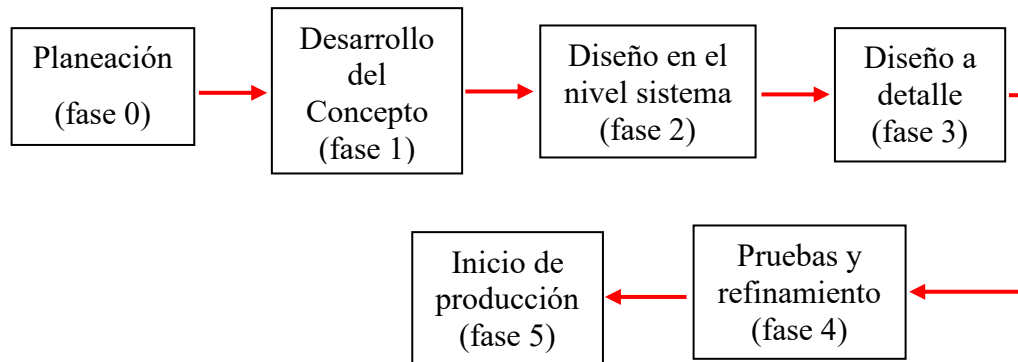 Planeación
(fase 0)
Desarrollo
del
Concepto
(fase 1)
Diseño en el
nivel sistema
(fase 2)
Diseño a
detalle
(fase 3)
Inicio de
producción
(fase 5)
Pruebas y
refinamiento
(fase 4)